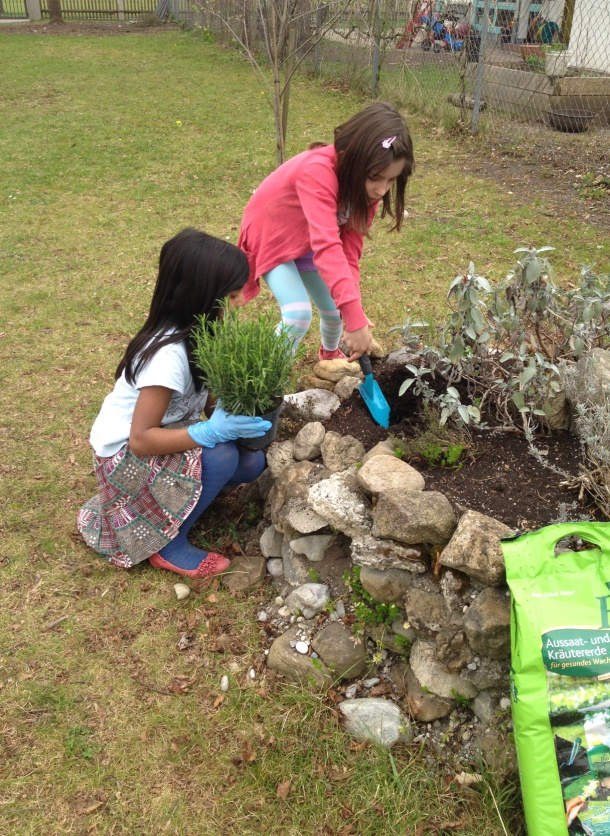 Aussaat- und
Kräutererde
für gesundes Wach